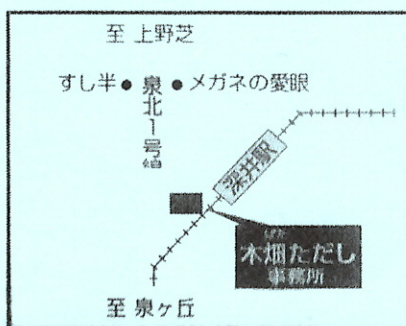 至 上野芝
すし半●
●メガネの愛眼
泉北1号線
深井駅
ばた
木畑ただし
事務所
至 泉ヶ丘